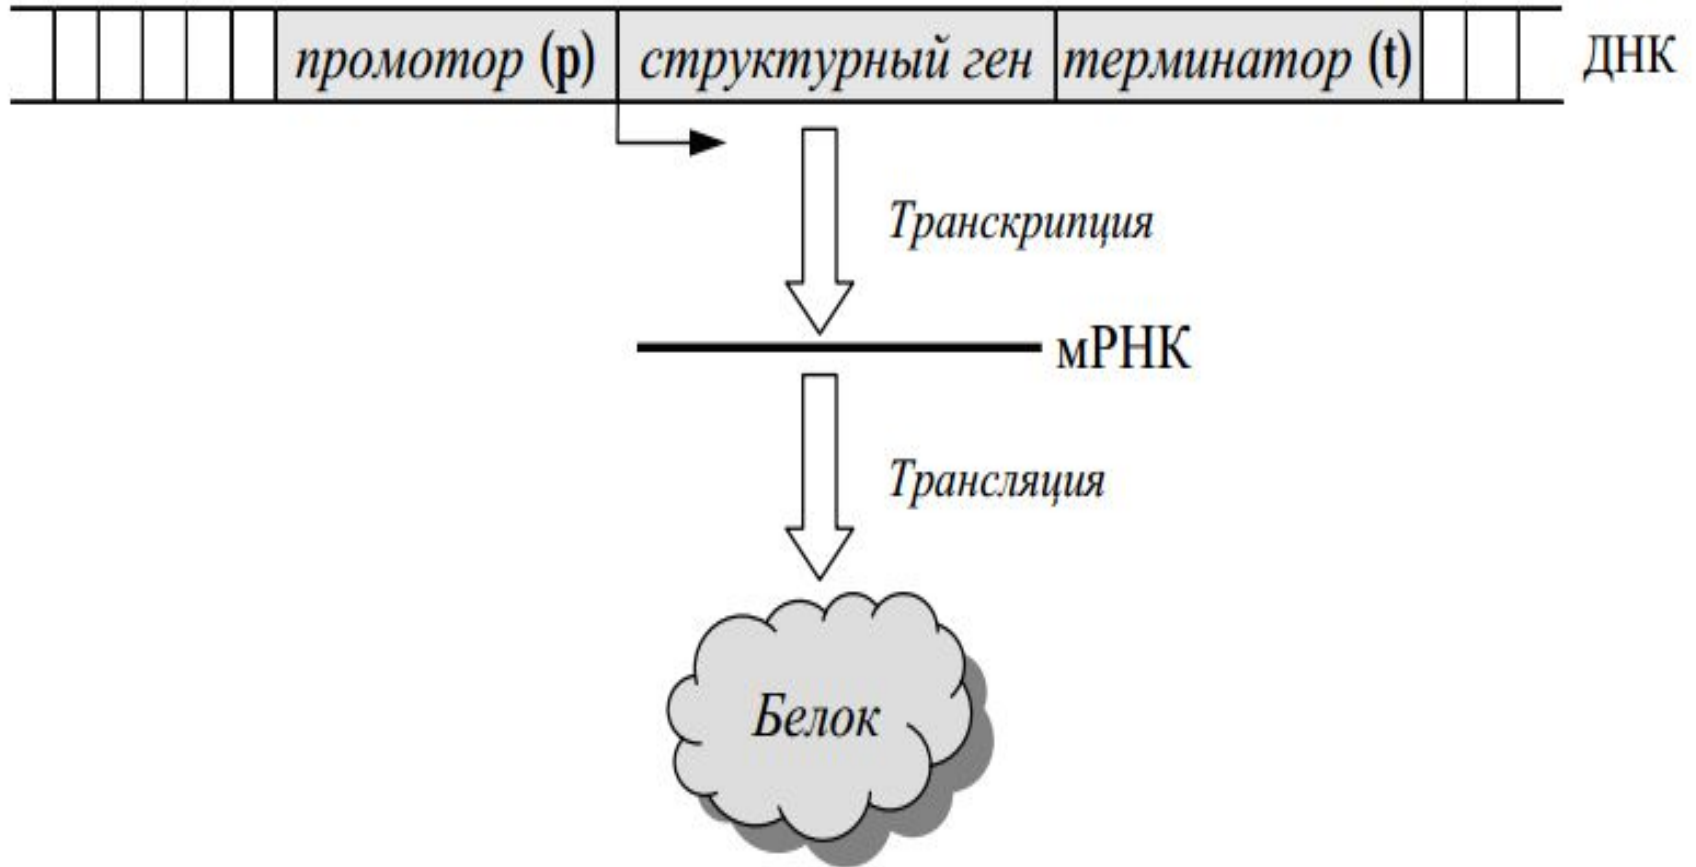 промотор (p) структурный ген терминатор (t) ДНК
Транскрипция
мРНК
Трансляция
Белок